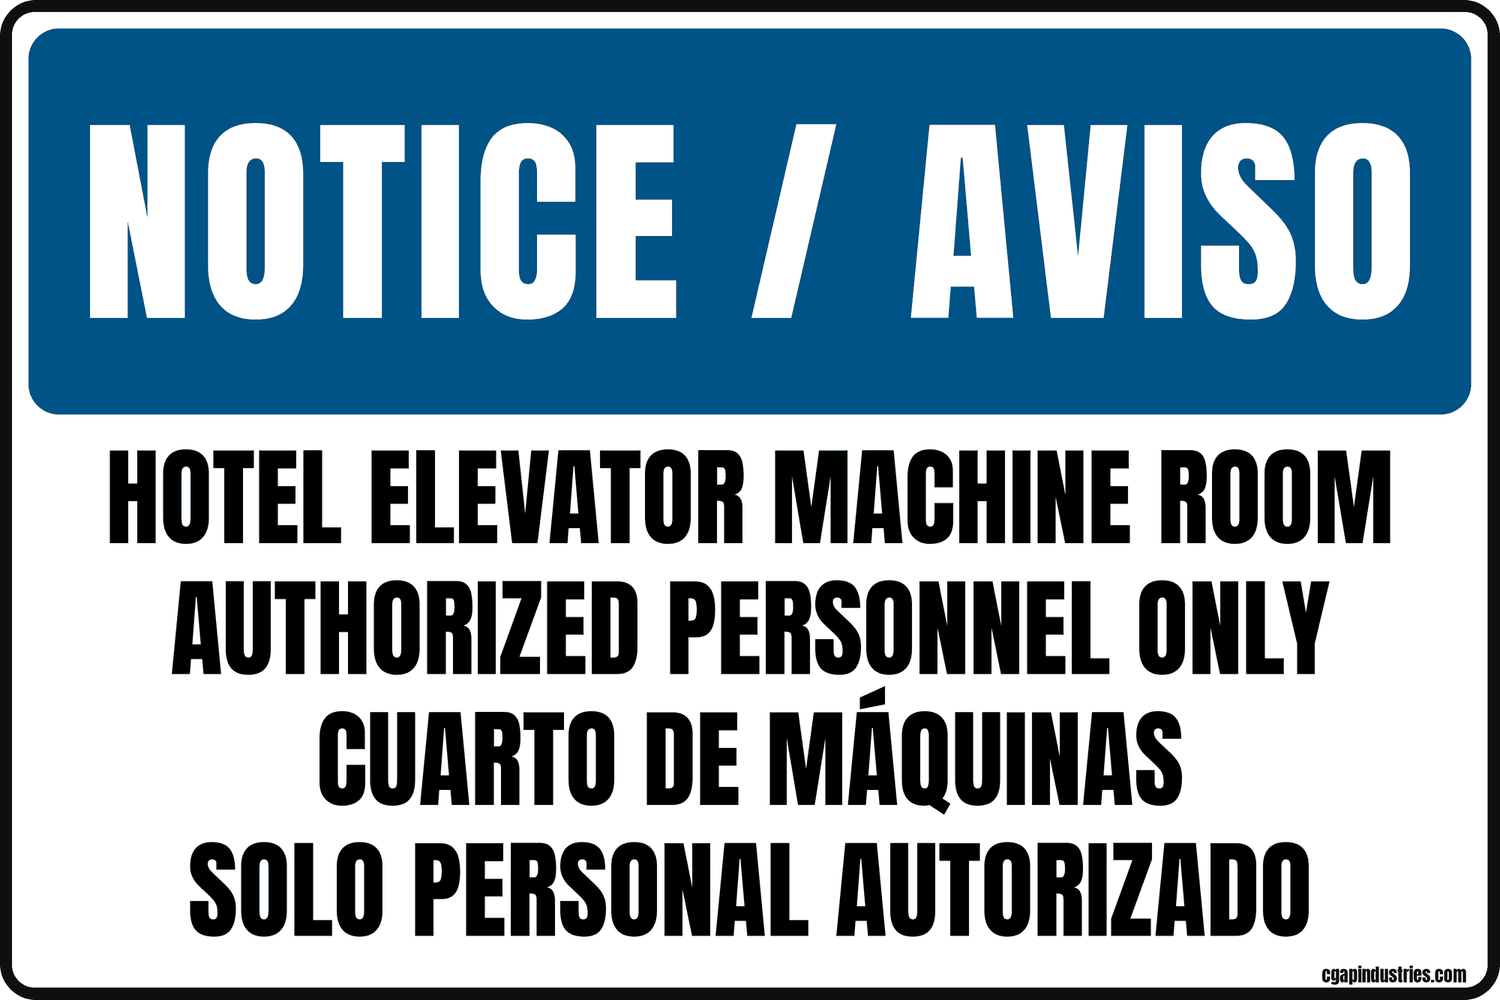 NOTICE / AVISO
HOTEL ELEVATOR MACHINE ROOM
AUTHORIZED PERSONNEL ONLY
CUARTO DE MÁQUINAS
SOLO PERSONAL AUTORIZADO
cgapindustries.com